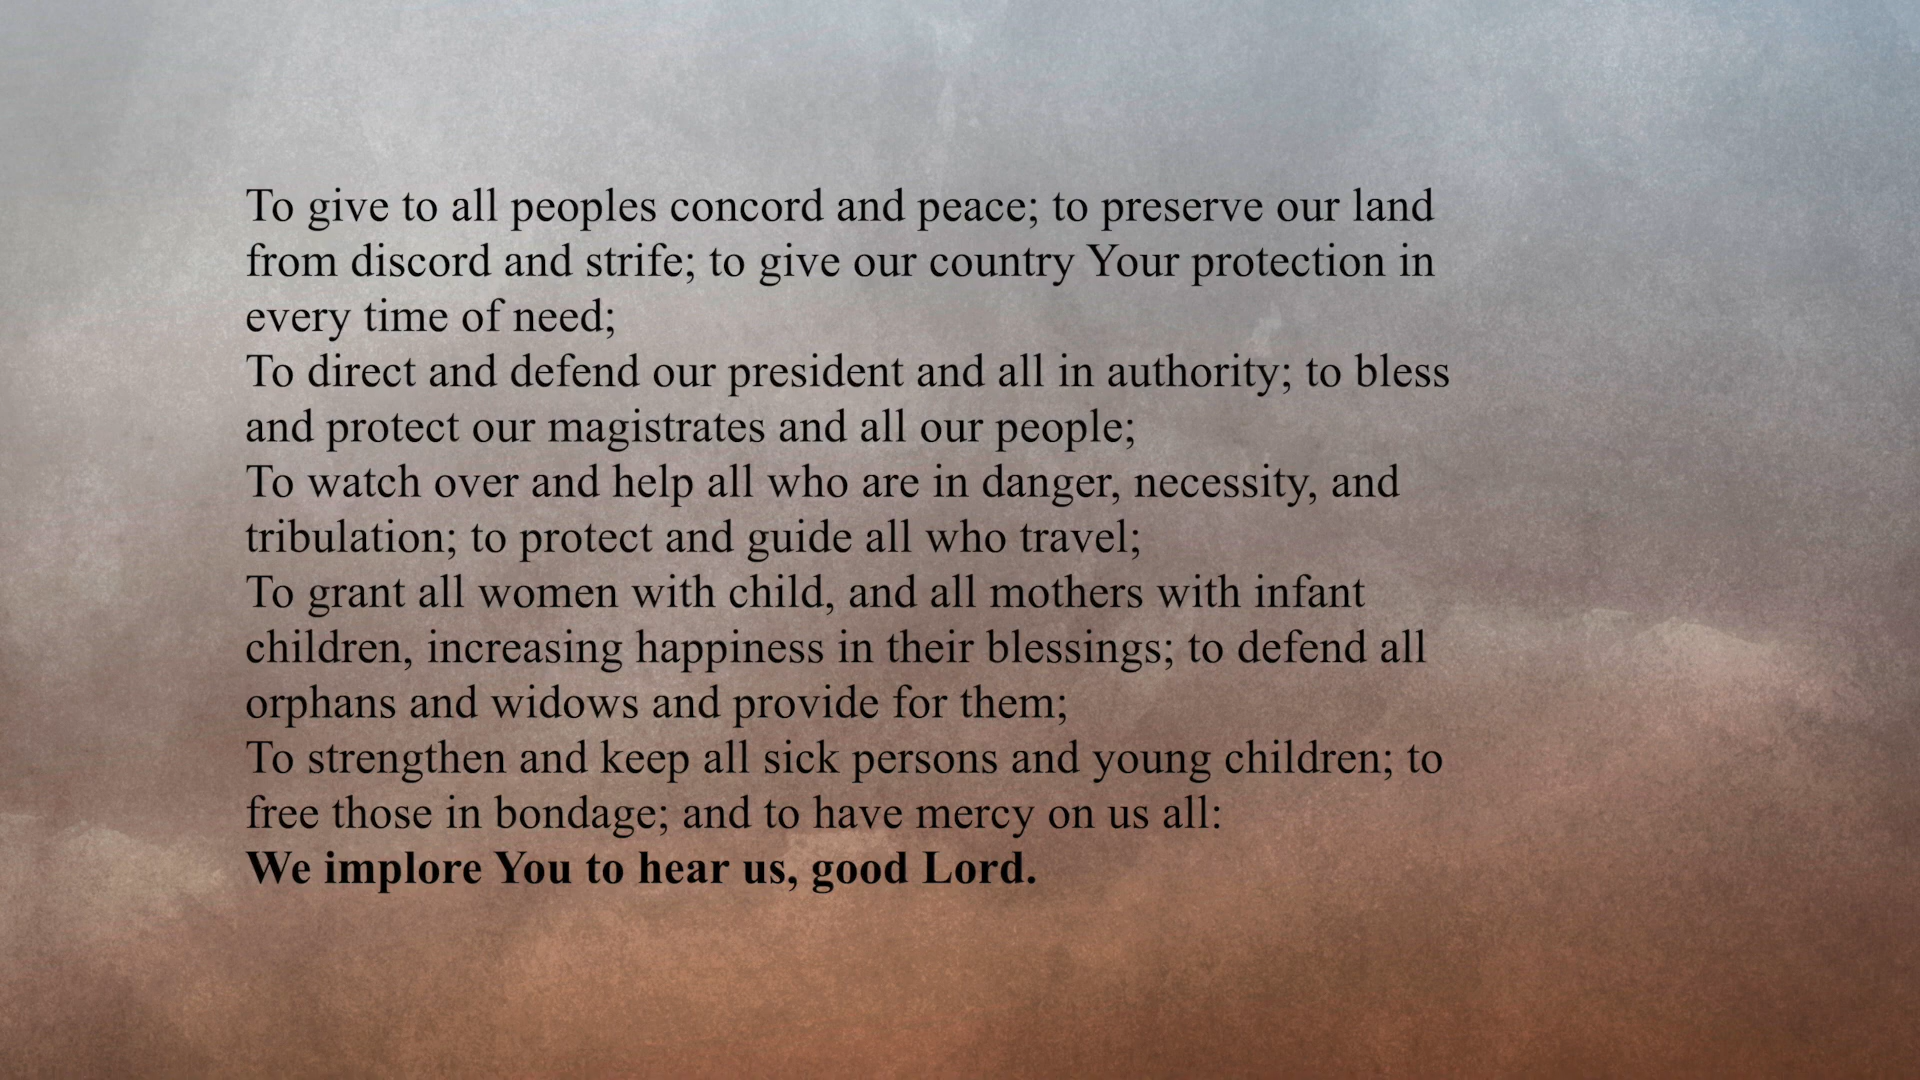 To give to all peoples concord and peace; to preserve our land
from discord and strife; to give our country Your protection in
every time of need;
To direct and defend our president and all in authority; to bless
and protect our magistrates and all our people;
To watch over and help all who are in danger, necessity, and
tribulation; to protect and guide all who travel;
To grant all women with child, and all mothers with infant
children, increasing happiness in their blessings; to defend all
orphans and widows and provide for them;
To strengthen and keep all sick persons and young children; to
free those in bondage; and to have mercy on us all:
We implore You to hear us, good Lord.